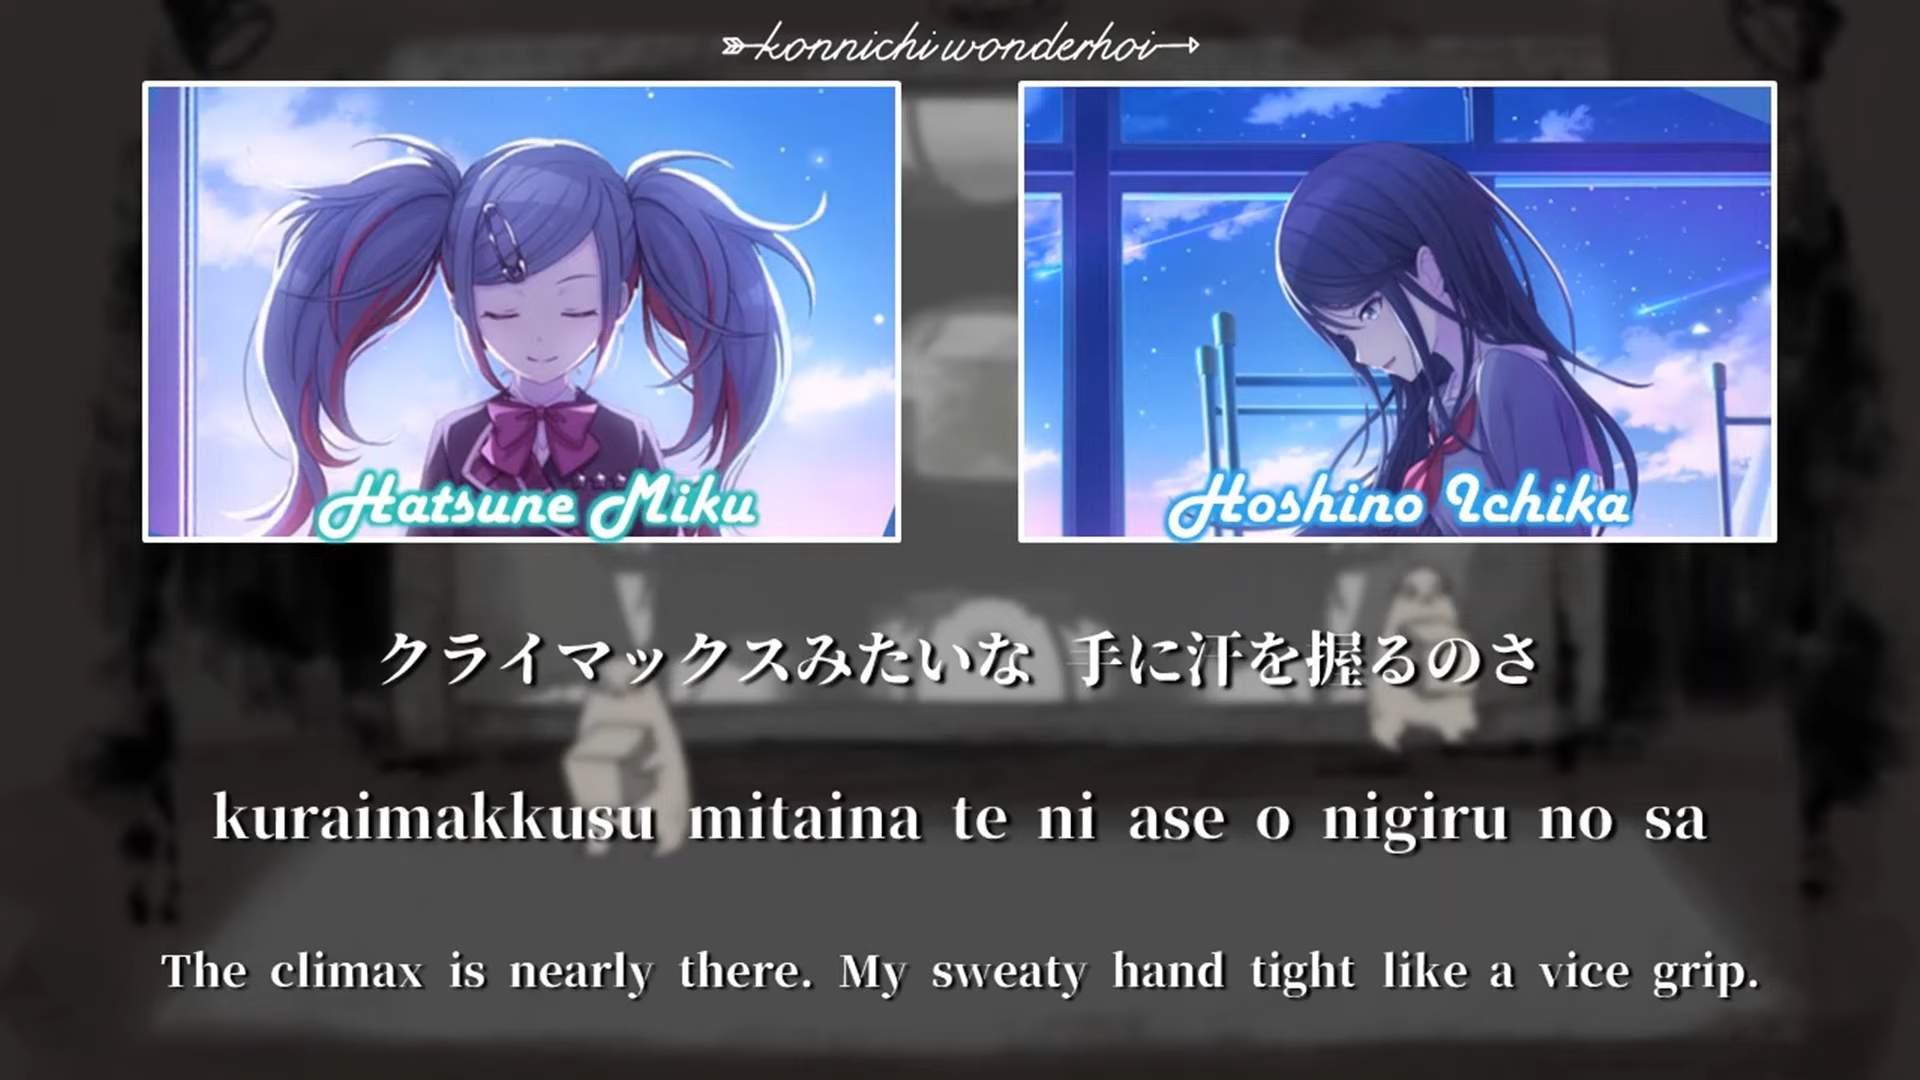 konnichiwonderhoi
Hatsune Miku
Hoshino Ichika
クライマックスみたいな 手に汗を握るのさ
kuraimakkusu mitaina te ni ase o nigiru no sa
The climax is nearly there. My sweaty hand tight like a vice grip.